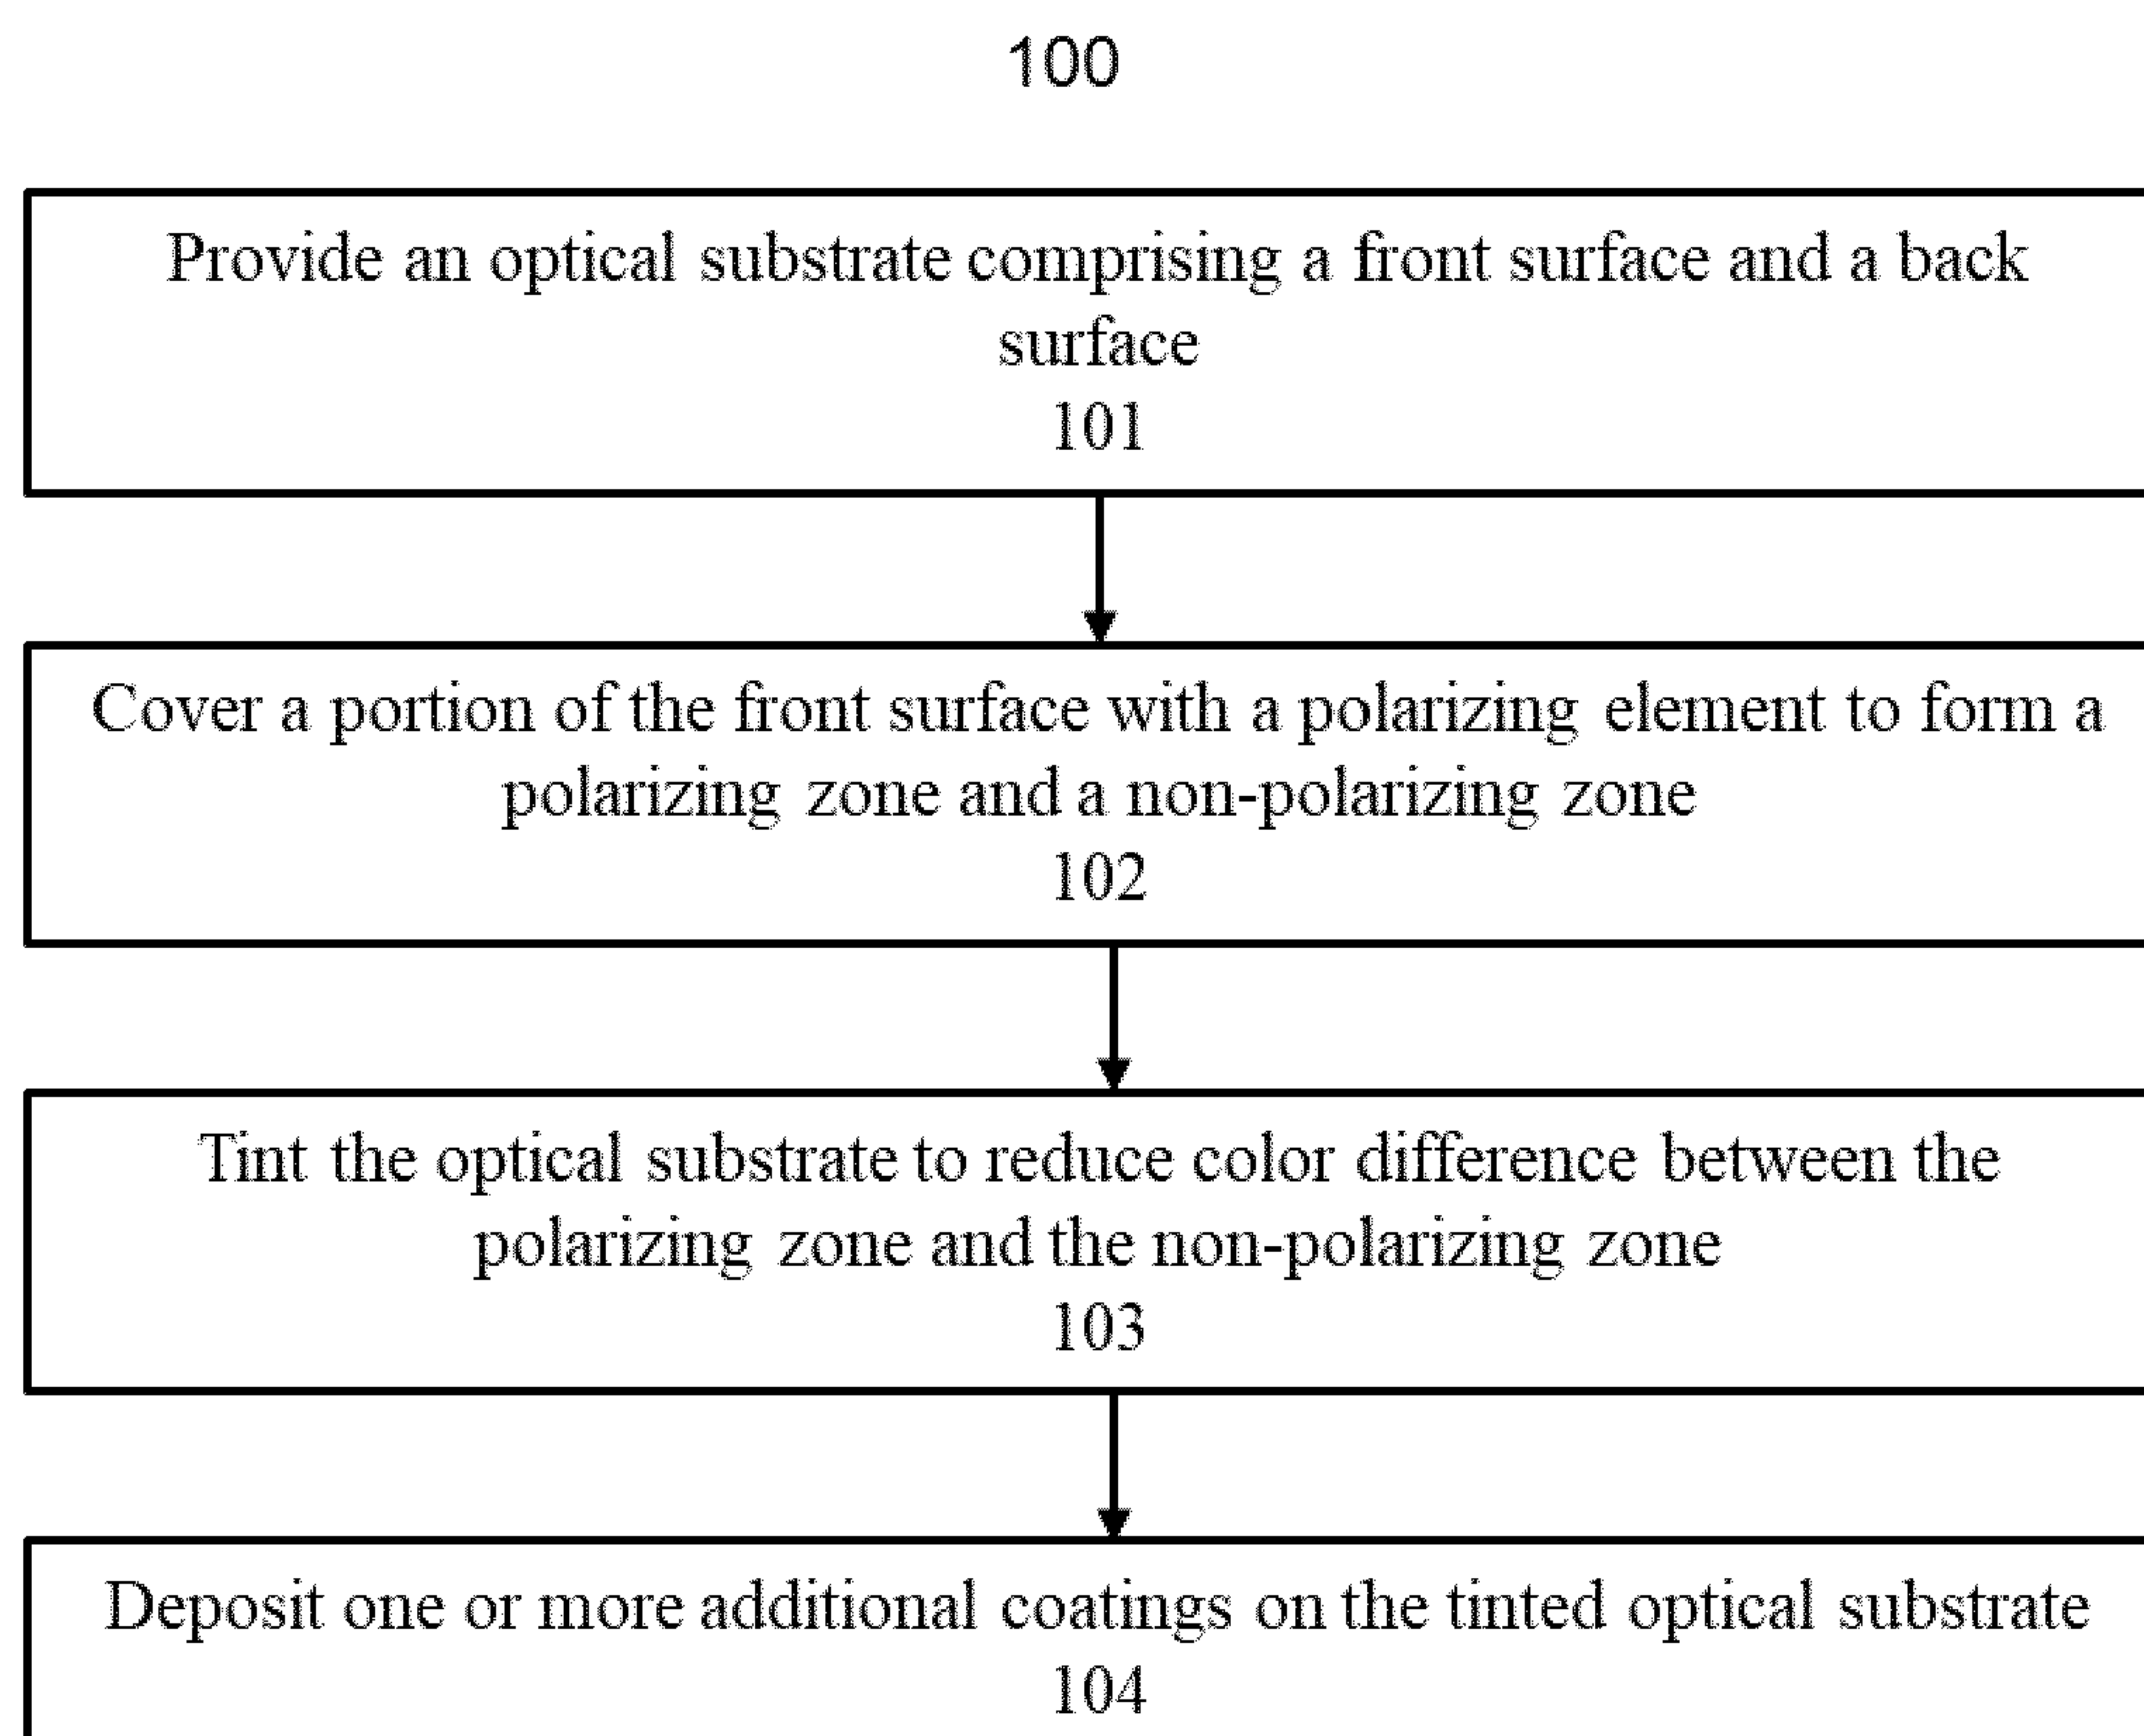 100
Provide an optical substrate comprising a front surface and a back
surface
101
Cover a portion of the front surface with a polarizing element to form a
polarizing zone and a non-polarizing zone
102
Tint the optical substrate to reduce color difference between the
polarizing zone and the non-polarizing zone
103
Deposit one or more additional coatings on the tinted optical substrate
104